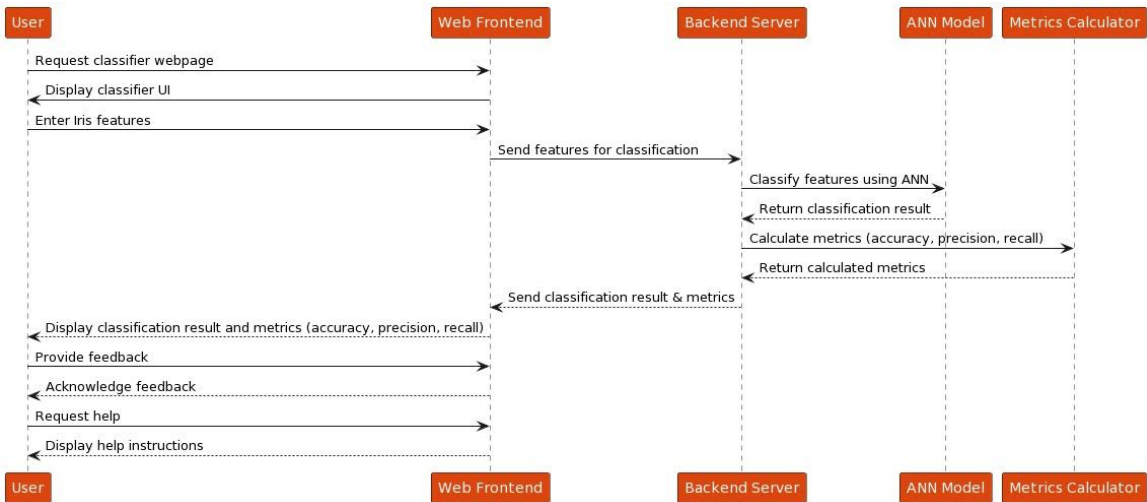 User Web Frontend Backend Server ANN Model Metrics Calculator
Request classifier webpage
Display classifier UI
Enter Iris features
Send features for classification
Classify features using ANN
Return classification result
Calculate metrics (accuracy, precision, recall)
Return calculated metrics
Send classification result & metrics
Display classification result and metrics (accuracy, precision, recall)
Provide feedback
Acknowledge feedback
Request help
Display help instructions
User Web Frontend Backend Server ANN Model Metrics Calculator